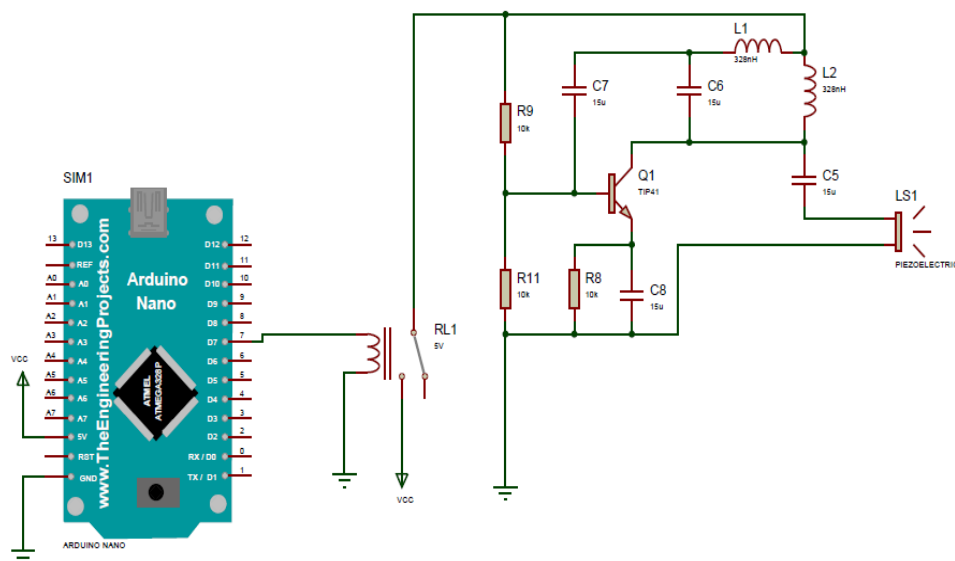 SIM1
ARDUINO NANO
www.TheEngineeringProjects.com
Arduino
Nano
ATMEL
ATMEGA328P
13 D13
REF
A0 A0
A1 A1
A2 A2
A3 A3
A4 A4
A5 A5
A6 A6
A7 A7
5V
RST
GND
D12 12
D11 11
D10 10
D9 9
D8 8
D7 7
D6 6
D5 5
D4 4
D3 3
D2 2
RX / D0 0
TX / D1 1
VCC
RL1
5V
VCC
R9
10k
R11
10k
R8
10k
C7
15u
C6
15u
L1
328nH
L2
328nH
Q1
TIP41
C5
15u
C8
15u
LS1
PIEZOELECTRIC